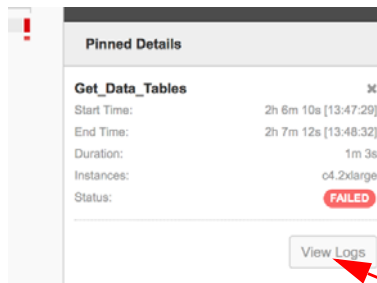 Pinned Details
Get_Data_Tables
Start Time: 2h 6m 10s [13:47:29]
End Time: 2h 7m 12s [13:48:32]
Duration: 1m 3s
Instances: c4.2xlarge
Status: FAILED
View Logs